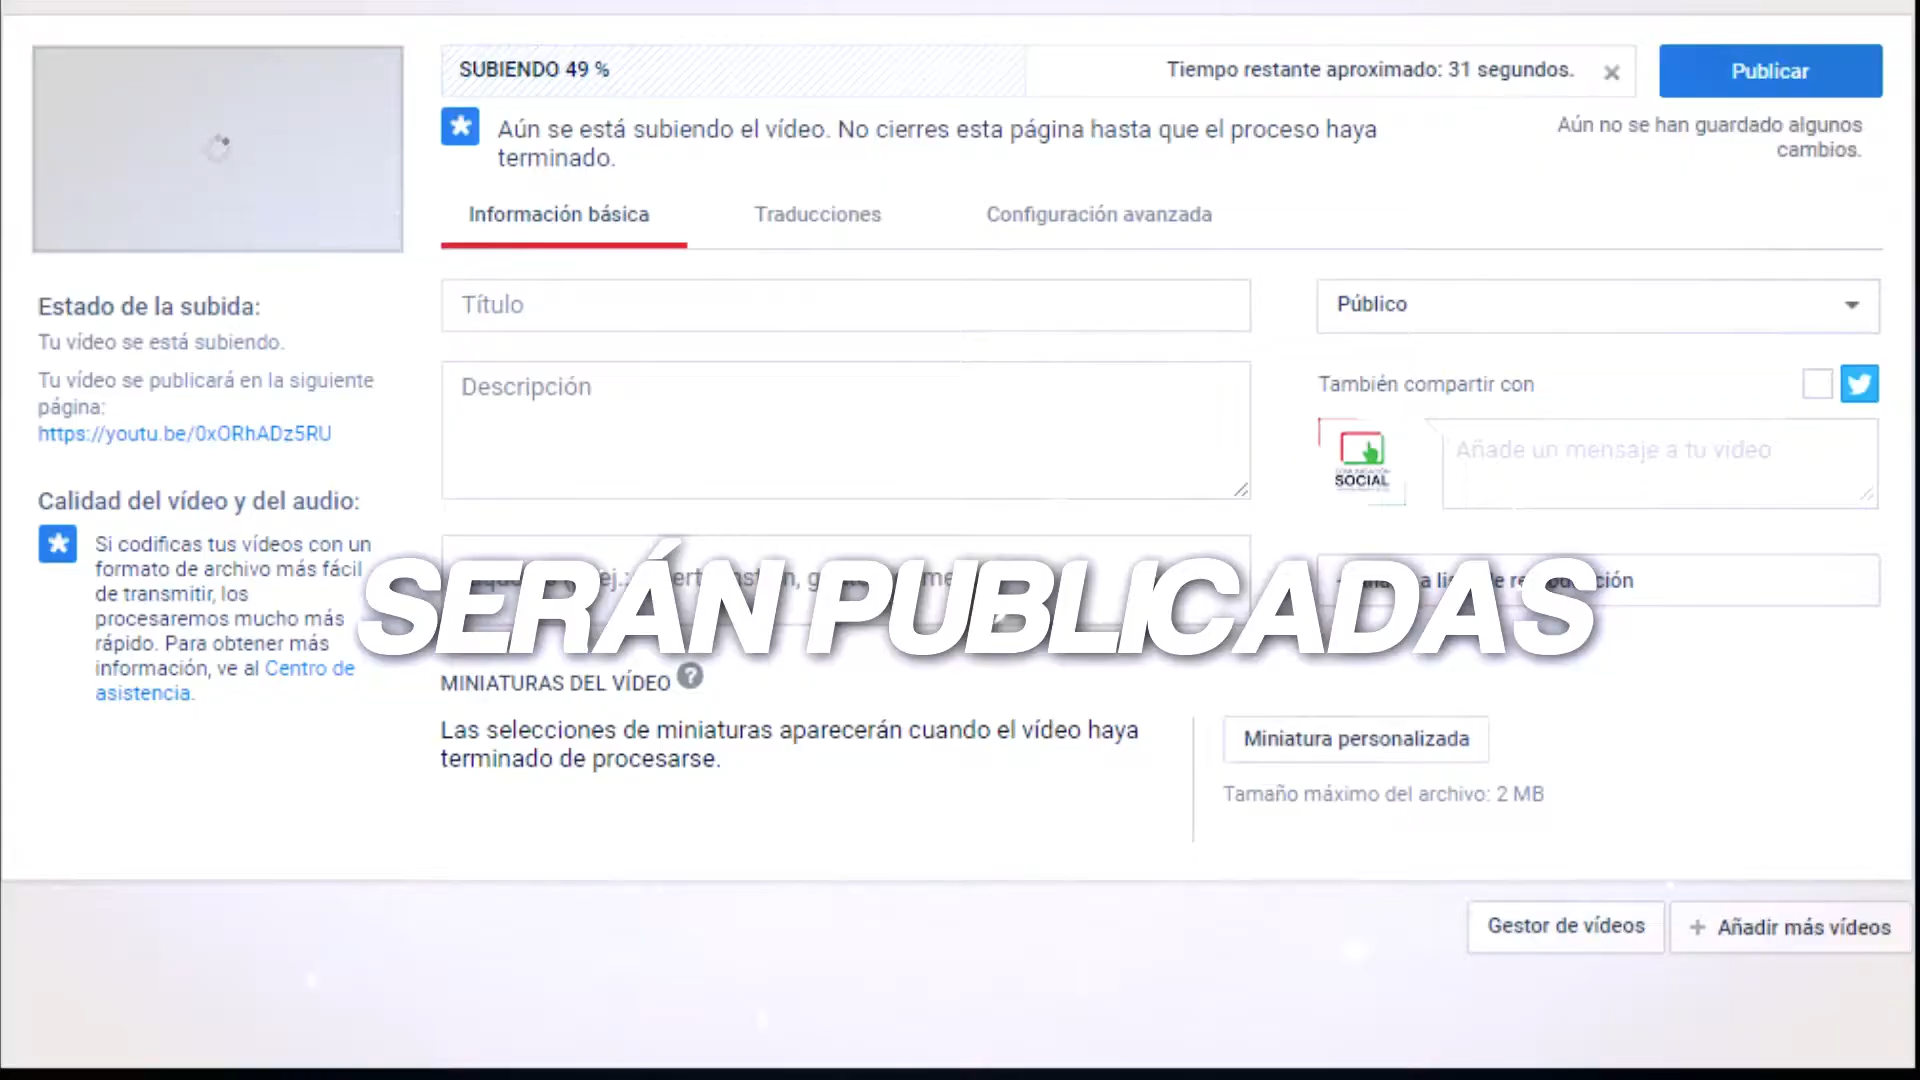 SUBIENDO 49 %
Tiempo restante aproximado: 31 segundos.
Publicar
Aún se está subiendo el vídeo. No cierres esta página hasta que el proceso haya
terminado.
Aún no se han guardado algunos
cambios.
Información básica
Traducciones
Configuración avanzada
Estado de la subida:
Tu vídeo se está subiendo.
Tu vídeo se publicará en la siguiente
página:
https://youtu.be/0xORhADz5RU
Calidad del vídeo y del audio:
Si codificas tus vídeos con un
formato de archivo más fácil
de transmitir, los
procesaremos mucho más
rápido. Para obtener más
información, ve al Centro de
asistencia.
Título
Descripción
Público
También compartir con
SOCIAL
Añade un mensaje a tu vídeo
SERÁN PUBLICADAS
MINIATURAS DEL VÍDEO
?
Las selecciones de miniaturas aparecerán cuando el vídeo haya
terminado de procesarse.
Miniatura personalizada
Tamaño máximo del archivo: 2 MB
Gestor de vídeos
+ Añadir más vídeos